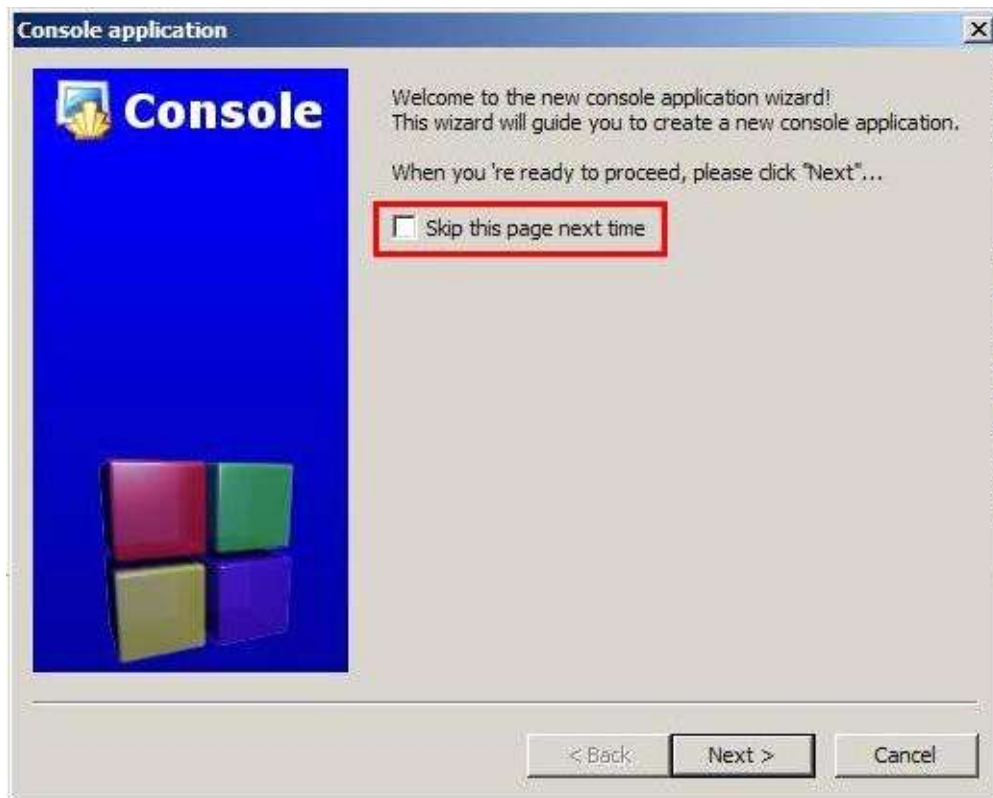 Console application
Console
Welcome to the new console application wizard!
This wizard will guide you to create a new console application.
When you 're ready to proceed, please click "Next"...
Skip this page next time
< Back
Next >
Cancel